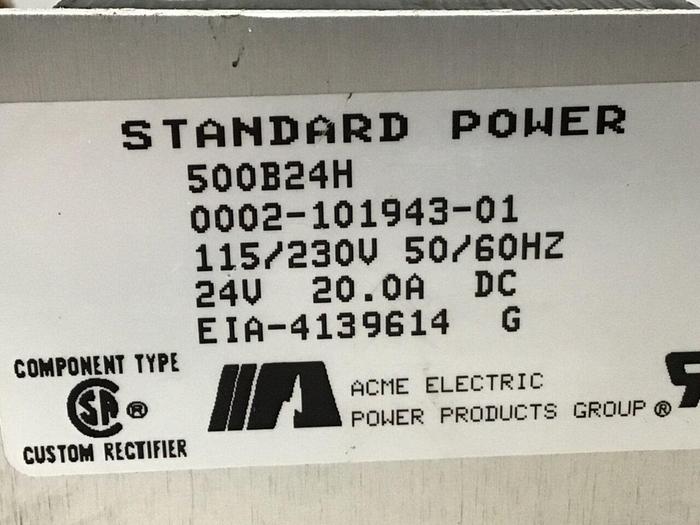 STANDARD POWER
500B24H
0002-101943-01
115/230V 50/60HZ
24V 20.0A DC
EIA-4139614 G
COMPONENT TYPE
SA ®
CUSTOM RECTIFIER
ACME ELECTRIC
POWER PRODUCTS GROUP ®